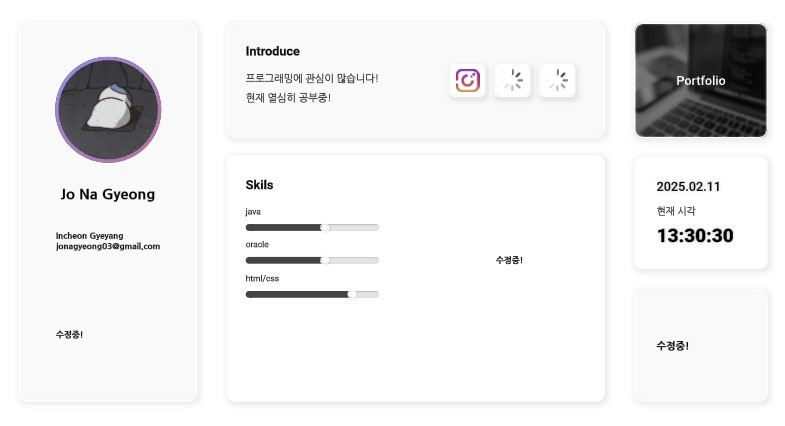 Jo Na Gyeong
Incheon Gyeyang
jonagyeong03@gmail.com
수정중!
Introduce
프로그래밍에 관심이 많습니다!
현재 열심히 공부중!
Skils
java
oracle
html/css
수정중!
Portfolio
2025.02.11
현재 시각
13:30:30
수정중!